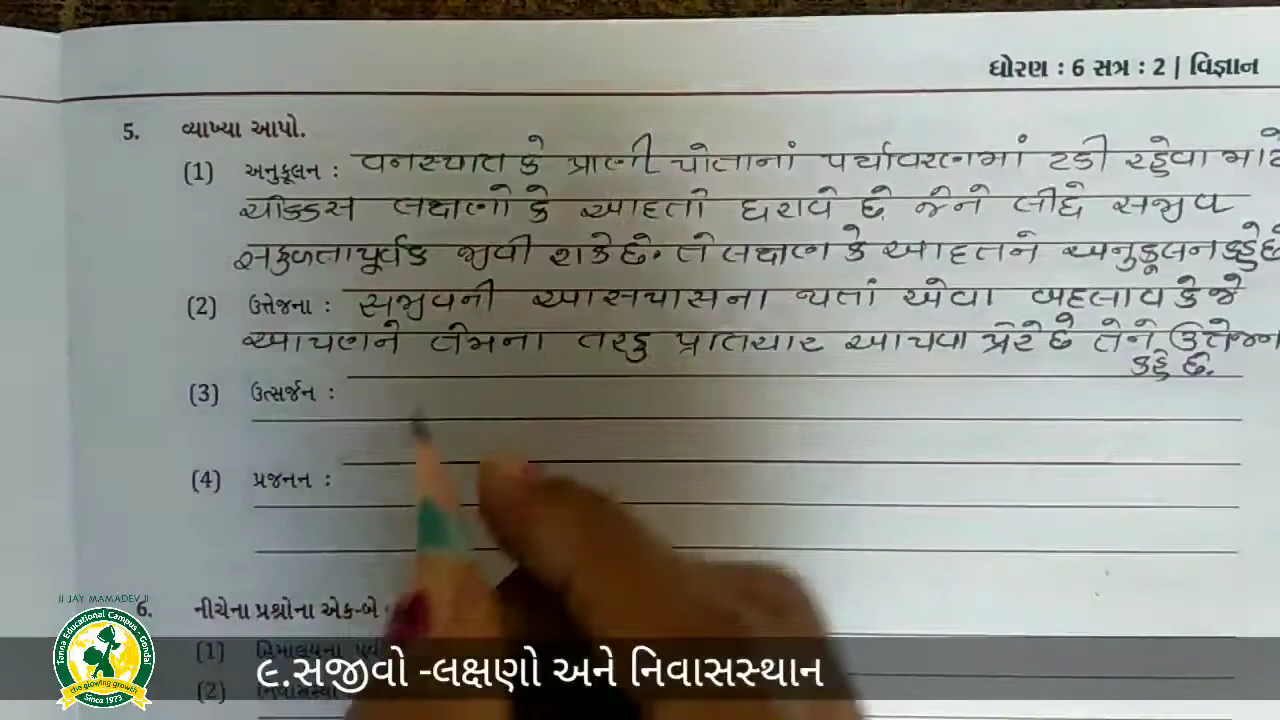 ધોરણ : 6 સત્ર : 2 | વિજ્ઞાન
5. વ્યાખ્યા આપો.
(1) અનુકૂલન : વનસ્પતિ કે પ્રાણી પોતાનાં પર્યાવરણમાં ટકી રહેવા માટે
ચોક્કસ લક્ષણો કે આદતો ધરાવે છે જેને લીધે સજીવ
સફળતાપૂર્વક જીવી શકે છે. તે લક્ષણ કે આદતને અનુકૂલન કહે છે
(2) ઉત્તેજના : સજીવની આસપાસના થતાં એવા બદલાવ કે જે
આપણને તેમના તરફ પ્રતિચાર આપવા પ્રેરે છે તેને ઉત્તેજના
કહે છે.
(3) ઉત્સર્જન :
(4) પ્રજનન :
6. નીચેના પ્રશ્નોના એક-બે
(1) હિમાલયના
(2)
૯.સજીવો -લક્ષણો અને નિવાસસ્થાન
|| JAY MAMADEV ||
Tanna Educational Campus - Gondal
the glowing growth
Since 1973